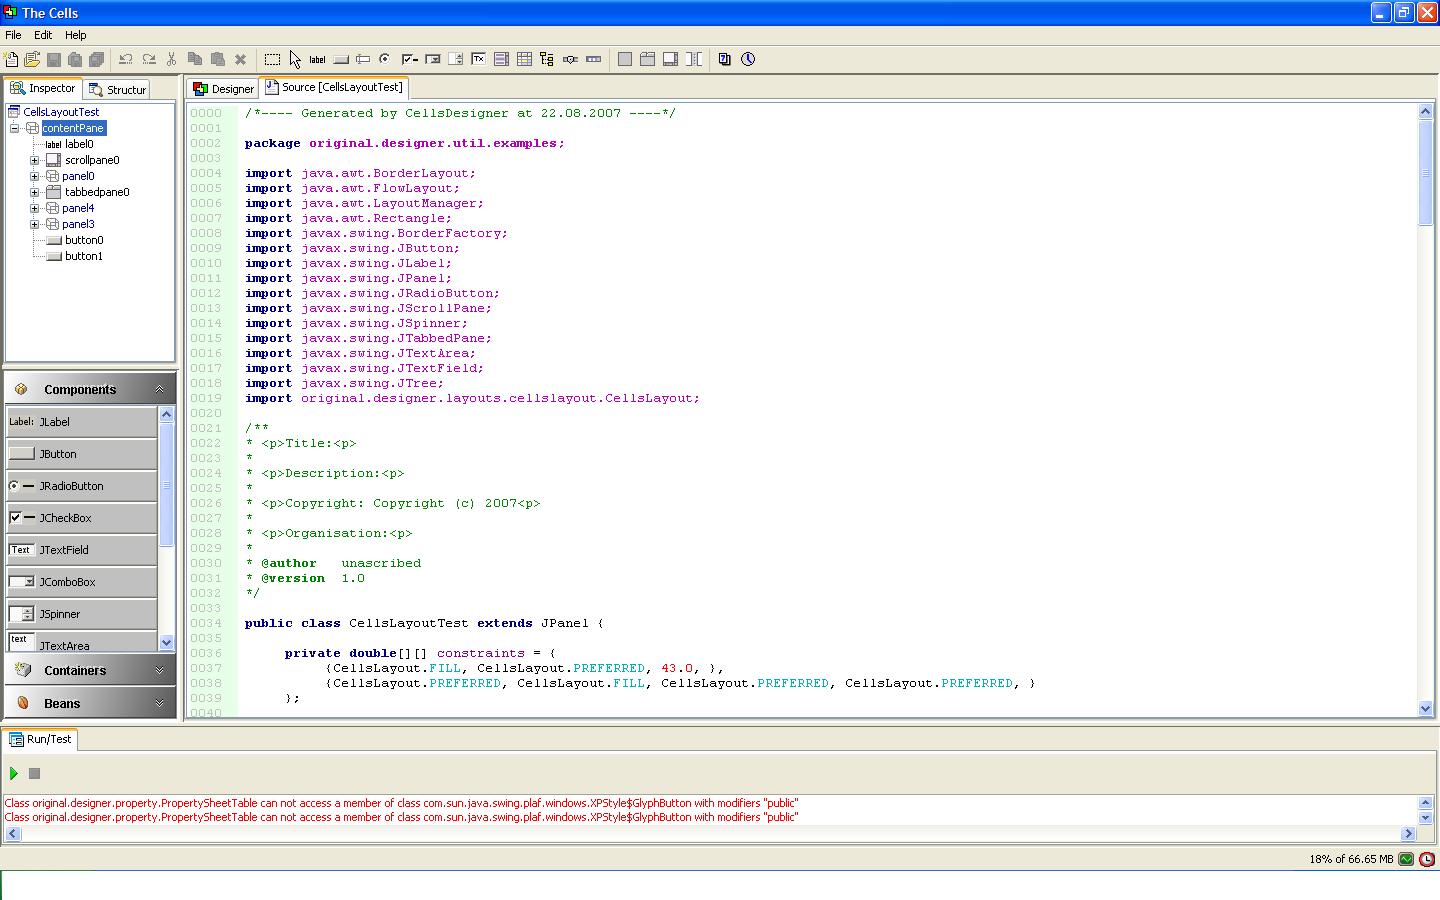 The Cells
File Edit Help
label
Tx
Inspector Structur
Designer Source [CellsLayoutTest]
CellsLayoutTest
contentPane
label label0
scrollpane0
panel0
tabbedpane0
panel4
panel3
button0
button1
Components
Label: JLabel
JButton
JRadioButton
JCheckBox
Text JTextField
JComboBox
JSpinner
text JTextArea
Containers
Beans
0000 /*---- Generated by CellsDesigner at 22.08.2007 ----*/
0001
0002 package original.designer.util.examples;
0003
0004 import java.awt.BorderLayout;
0005 import java.awt.FlowLayout;
0006 import java.awt.LayoutManager;
0007 import java.awt.Rectangle;
0008 import javax.swing.BorderFactory;
0009 import javax.swing.JButton;
0010 import javax.swing.JLabel;
0011 import javax.swing.JPanel;
0012 import javax.swing.JRadioButton;
0013 import javax.swing.JScrollPane;
0014 import javax.swing.JSpinner;
0015 import javax.swing.JTabbedPane;
0016 import javax.swing.JTextArea;
0017 import javax.swing.JTextField;
0018 import javax.swing.JTree;
0019 import original.designer.layouts.cellslayout.CellsLayout;
0020
0021 /**
0022 * <p>Title:<p>
0023 *
0024 * <p>Description:<p>
0025 *
0026 * <p>Copyright: Copyright (c) 2007<p>
0027 *
0028 * <p>Organisation:<p>
0029 *
0030 * @author unascribed
0031 * @version 1.0
0032 */
0033
0034 public class CellsLayoutTest extends JPanel {
0035
0036 private double[][] constraints = {
0037 {CellsLayout.FILL, CellsLayout.PREFERRED, 43.0, },
0038 {CellsLayout.PREFERRED, CellsLayout.FILL, CellsLayout.PREFERRED, CellsLayout.PREFERRED, }
0039 };
0040
Run/Test
Class original.designer.property.PropertySheetTable can not access a member of class com.sun.java.swing.plaf.windows.XPStyle$GlyphButton with modifiers "public"
Class original.designer.property.PropertySheetTable can not access a member of class com.sun.java.swing.plaf.windows.XPStyle$GlyphButton with modifiers "public"
18% of 66.65 MB